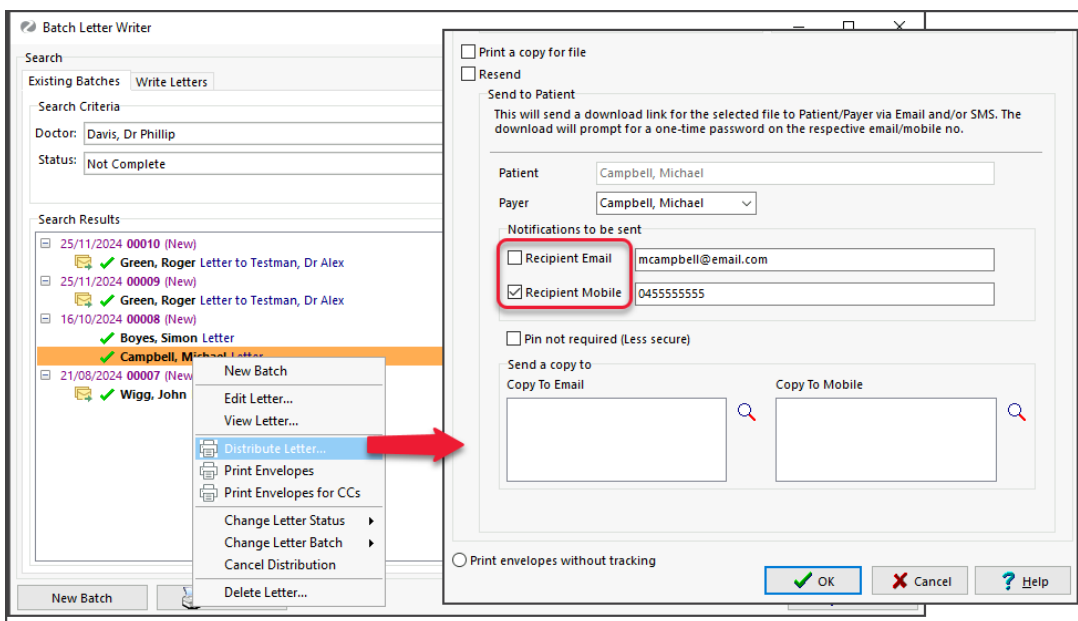 Batch Letter Writer
Search
Existing Batches Write Letters
Search Criteria
Doctor: Davis, Dr Phillip
Status: Not Complete
Search Results
25/11/2024 00010 (New)
Green, Roger Letter to Testman, Dr Alex
25/11/2024 00009 (New)
Green, Roger Letter to Testman, Dr Alex
16/10/2024 00008 (New)
Boyes, Simon Letter
Campbell, Michael Letter
21/08/2024 00007 (New
Wigg, John
New Batch
Edit Letter...
View Letter...
Distribute Letter...
Print Envelopes
Print Envelopes for CCs
Change Letter Status
Change Letter Batch
Cancel Distribution
Delete Letter...
New Batch
Print a copy for file
Resend
Send to Patient
This will send a download link for the selected file to Patient/Payer via Email and/or SMS. The
download will prompt for a one-time password on the respective email/mobile no.
Patient Campbell, Michael
Payer Campbell, Michael
Notifications to be sent
Recipient Email mcampbell@email.com
Recipient Mobile 0455555555
Pin not required (Less secure)
Send a copy to
Copy To Email Copy To Mobile
Print envelopes without tracking
OK Cancel Help